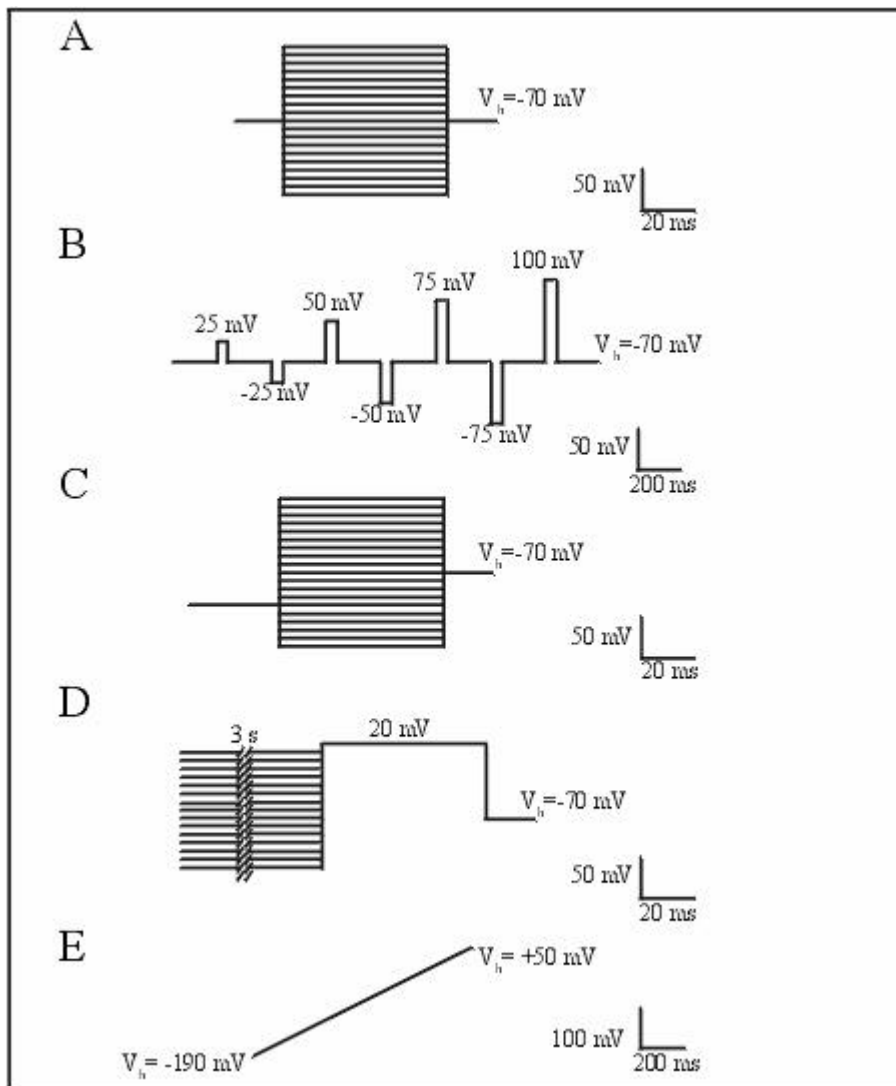 A
Vh=-70 mV
50 mV
20 ms
B
100 mV
75 mV
50 mV
25 mV
Vh=-70 mV
-25 mV
-50 mV
-75 mV
50 mV
200 ms
C
Vh=-70 mV
50 mV
20 ms
D
3 s
20 mV
Vh=-70 mV
50 mV
20 ms
E
Vh= +50 mV
Vh= -190 mV
100 mV
200 ms